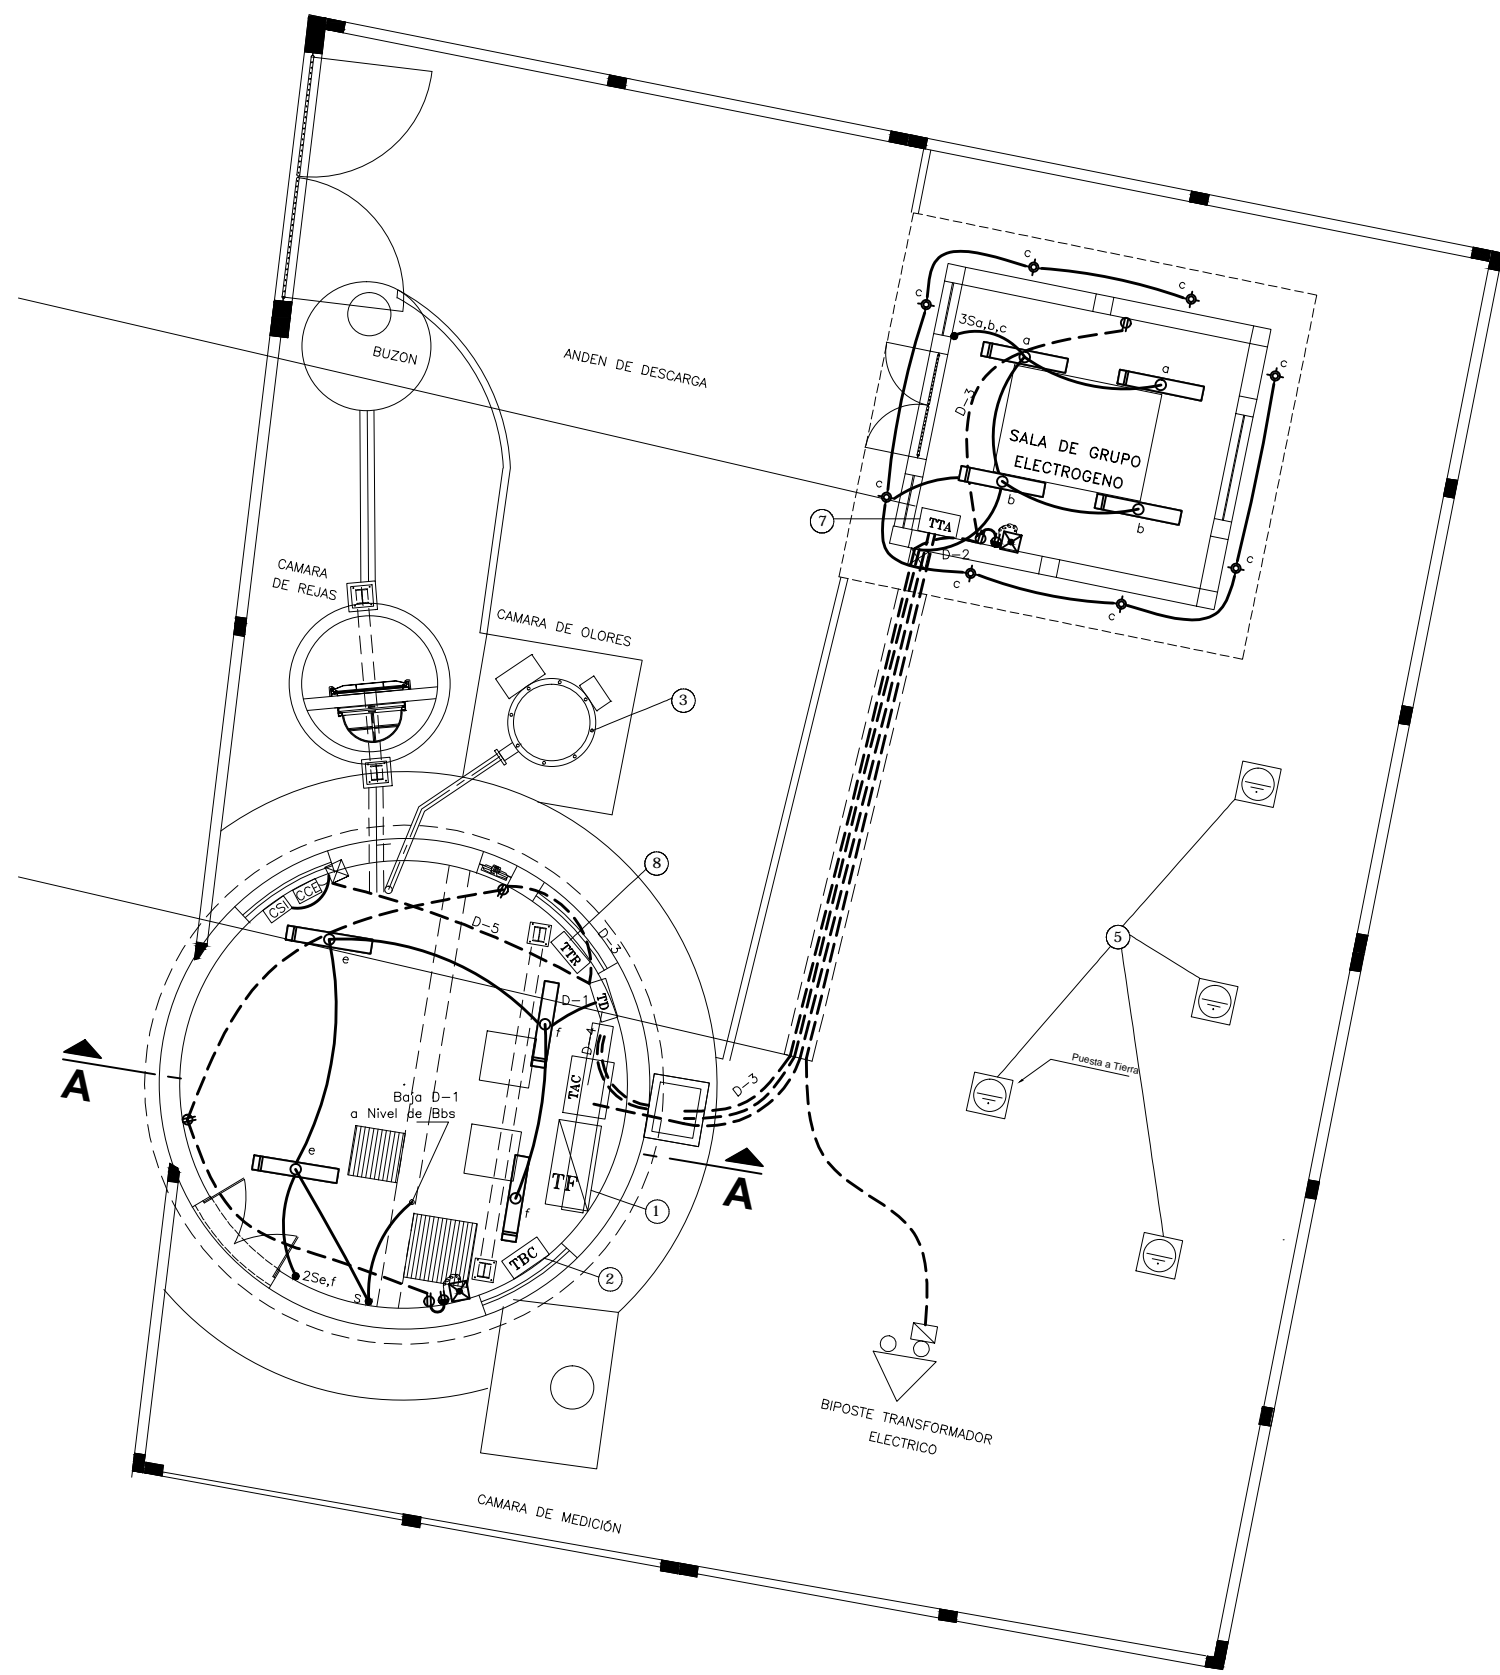 c
c
c
3Sa,b,c
a
BUZON
ANDEN DE DESCARGA
a
c
D-3
SALA DE GRUPO
ELECTROGENO
c
b
7
TTA
b
D-2
c
c
c
CAMARA
DE REJAS
CAMARA DE OLORES
3
8
CCE
CSI
D-5
D-3
TTR
5
e
D-1
TD
f
D-4
Puesta a Tierra
TAC
D-3
A
Baja D-1
a Nivel de Bbs
e
A
TF
1
f
TBC
2
2Se,f
S
BIPOSTE TRANSFORMADOR
ELECTRICO
CAMARA DE MEDICIÓN